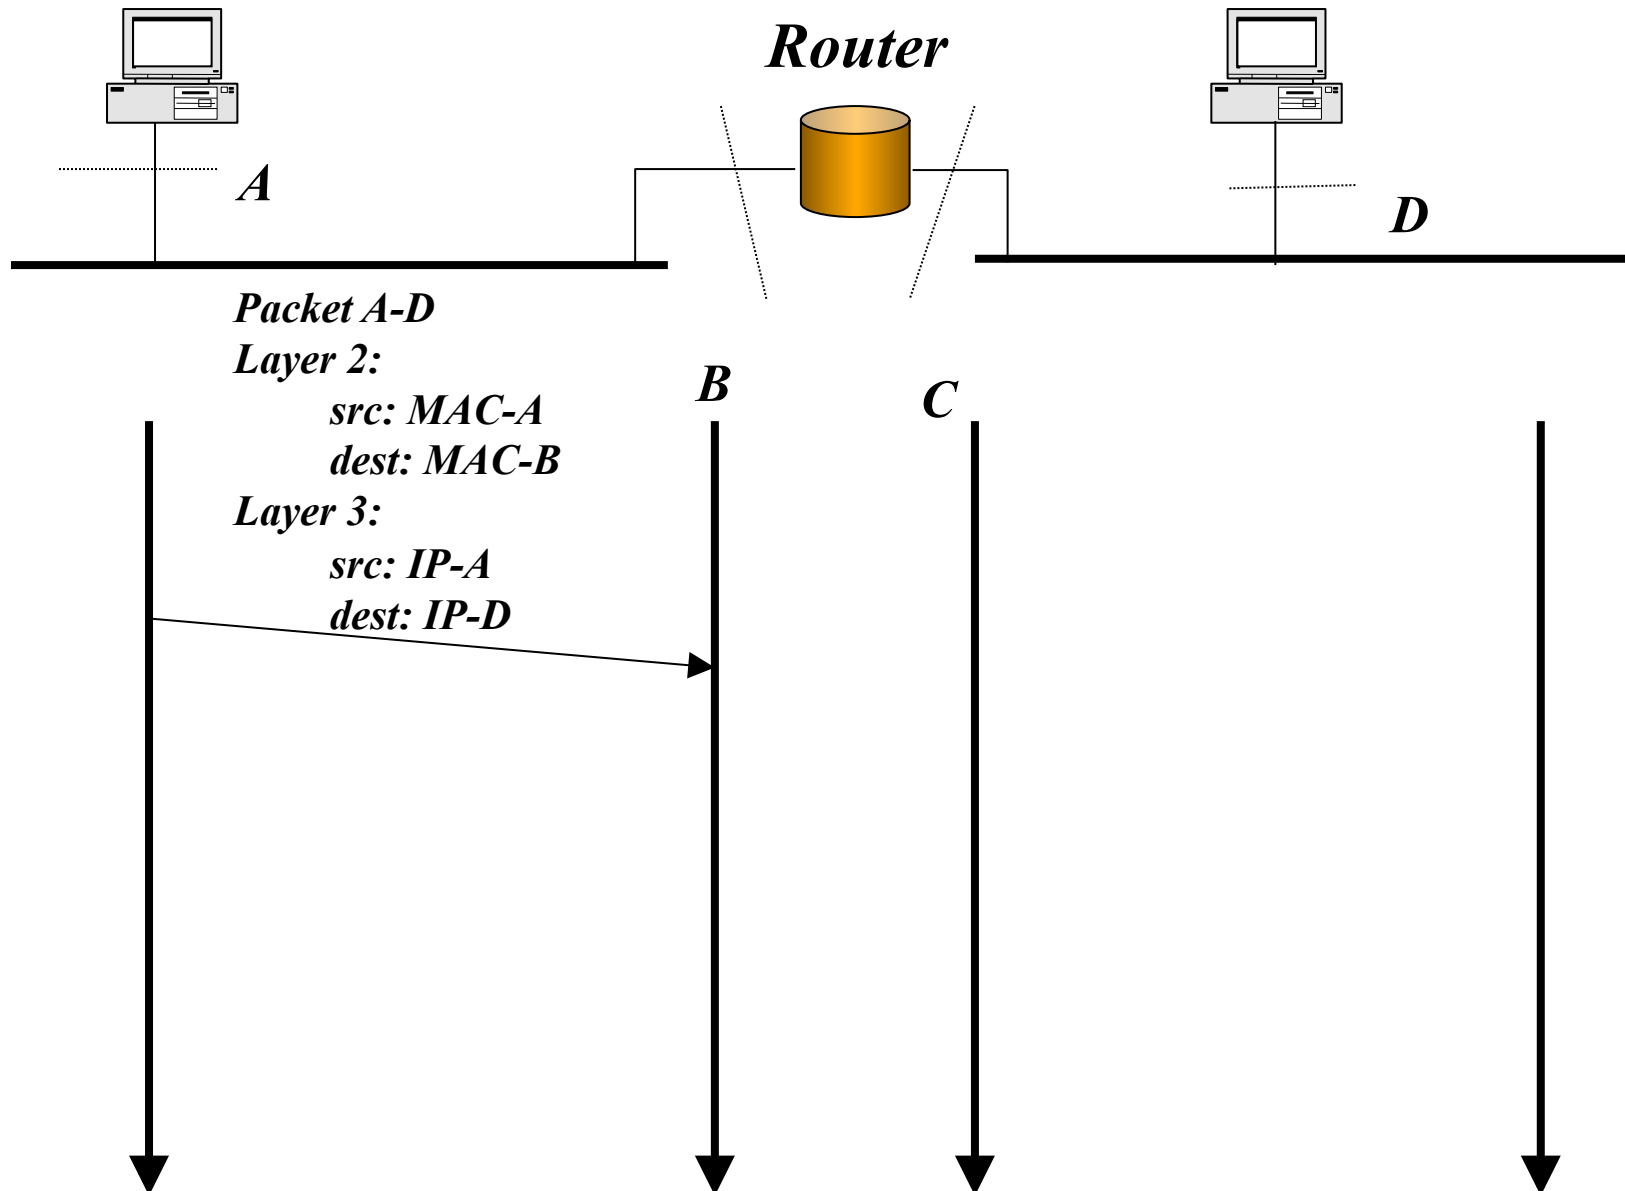 Router
A
D
Packet A-D
Layer 2:
src: MAC-A
dest: MAC-B
Layer 3:
src: IP-A
dest: IP-D
B
C